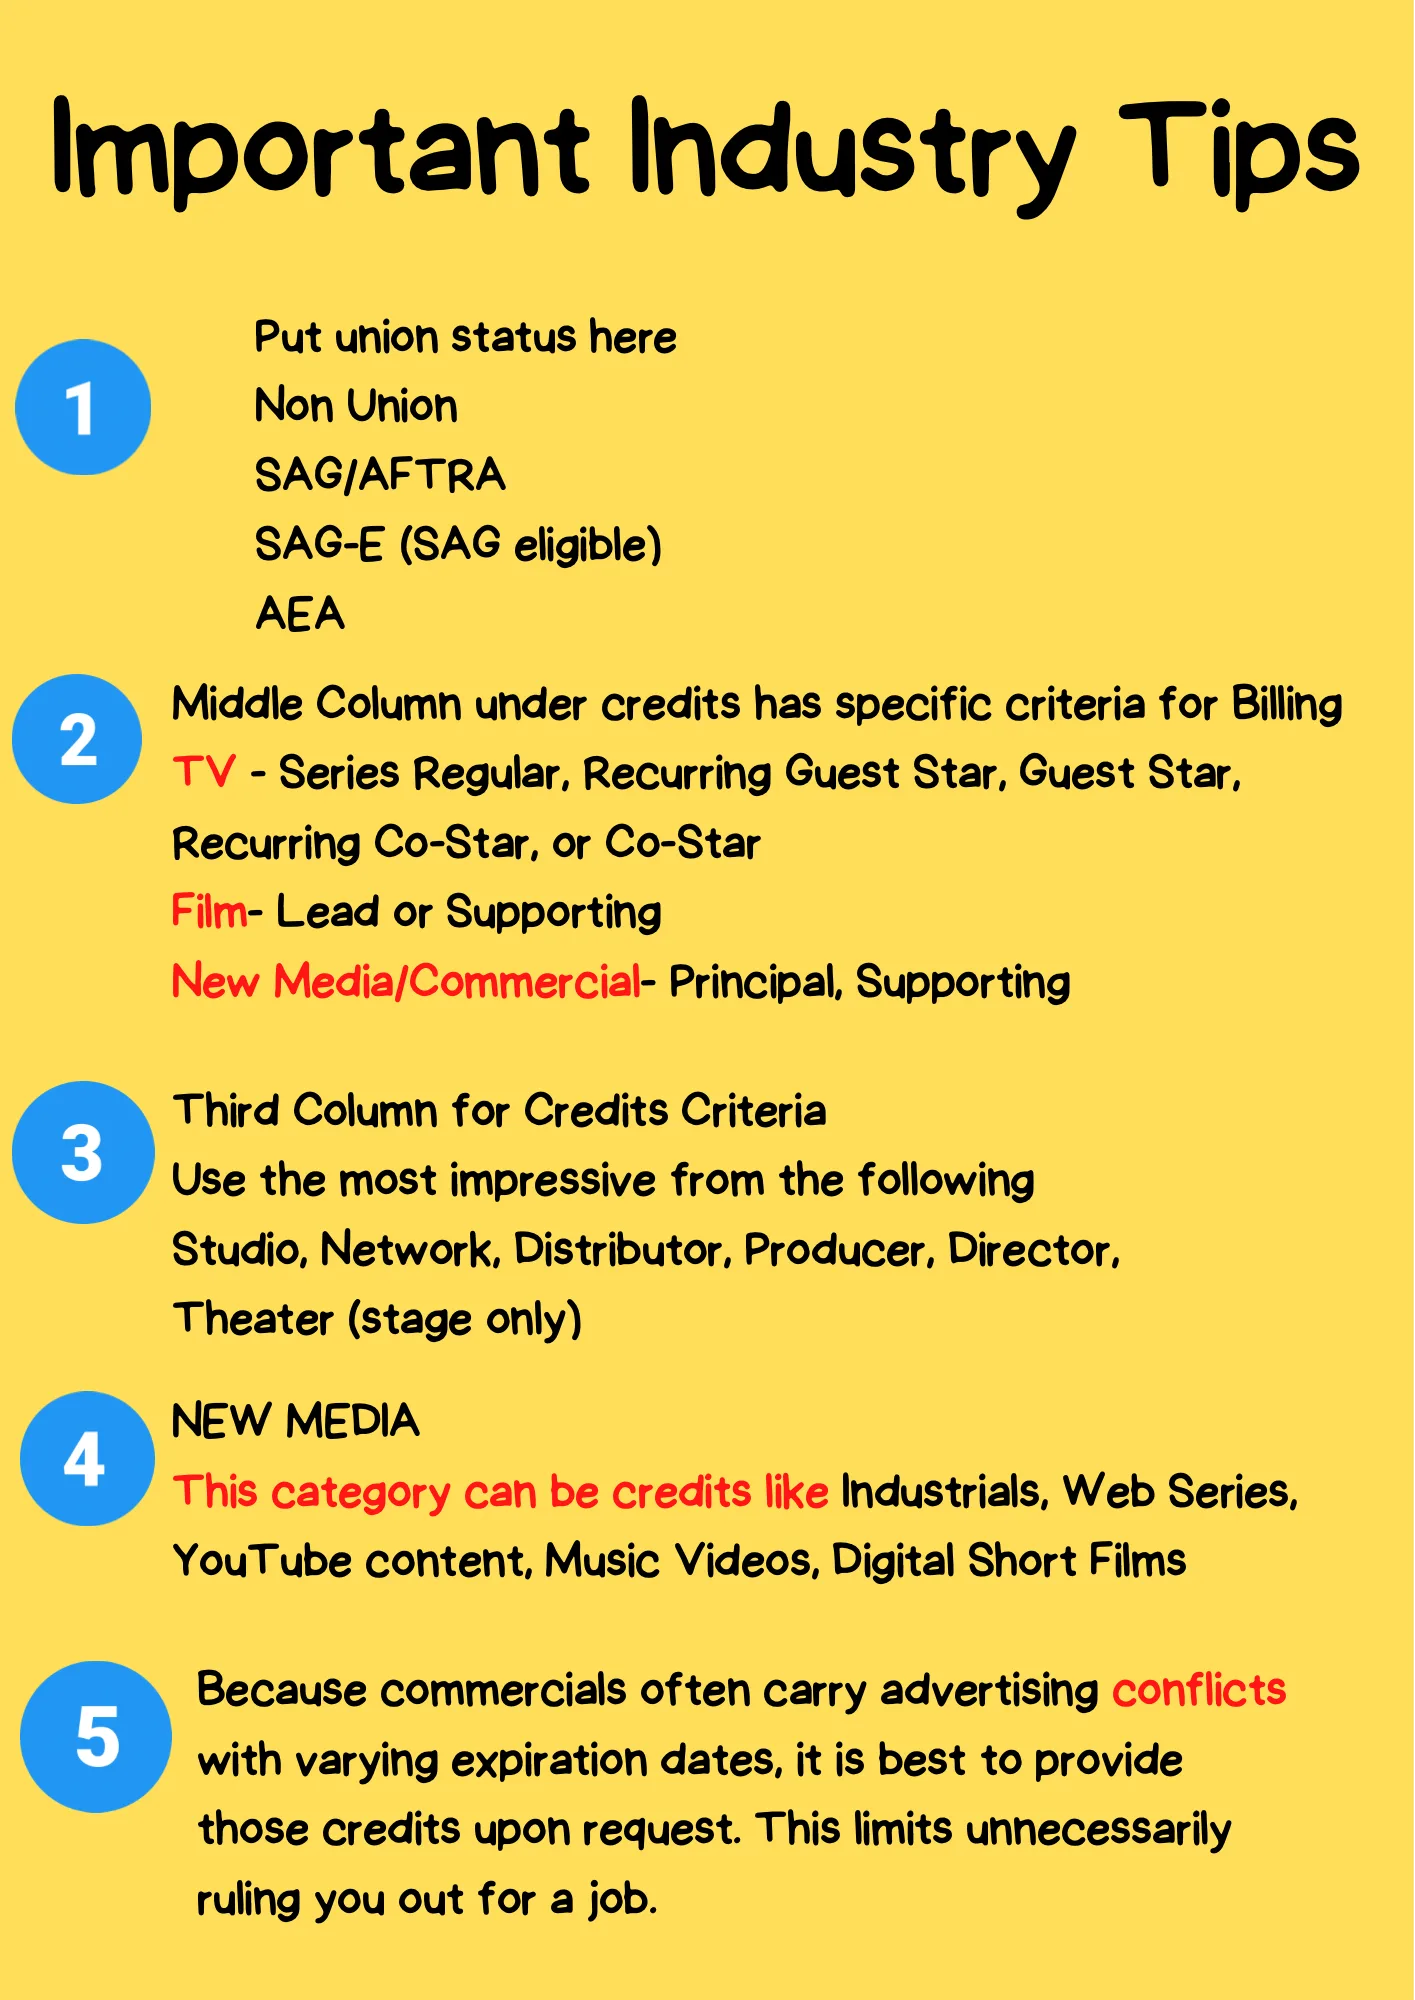 Important Industry Tips
1
Put union status here
Non Union
SAG/AFTRA
SAG-E (SAG eligible)
AEA
2
Middle Column under credits has specific criteria for Billing
TV - Series Regular, Recurring Guest Star, Guest Star,
Recurring Co-Star, or Co-Star
Film- Lead or Supporting
New Media/Commercial- Principal, Supporting
3
Third Column for Credits Criteria
Use the most impressive from the following
Studio, Network, Distributor, Producer, Director,
Theater (stage only)
4
NEW MEDIA
This category can be credits like Industrials, Web Series,
YouTube content, Music Videos, Digital Short Films
5
Because commercials often carry advertising conflicts
with varying expiration dates, it is best to provide
those credits upon request. This limits unnecessarily
ruling you out for a job.